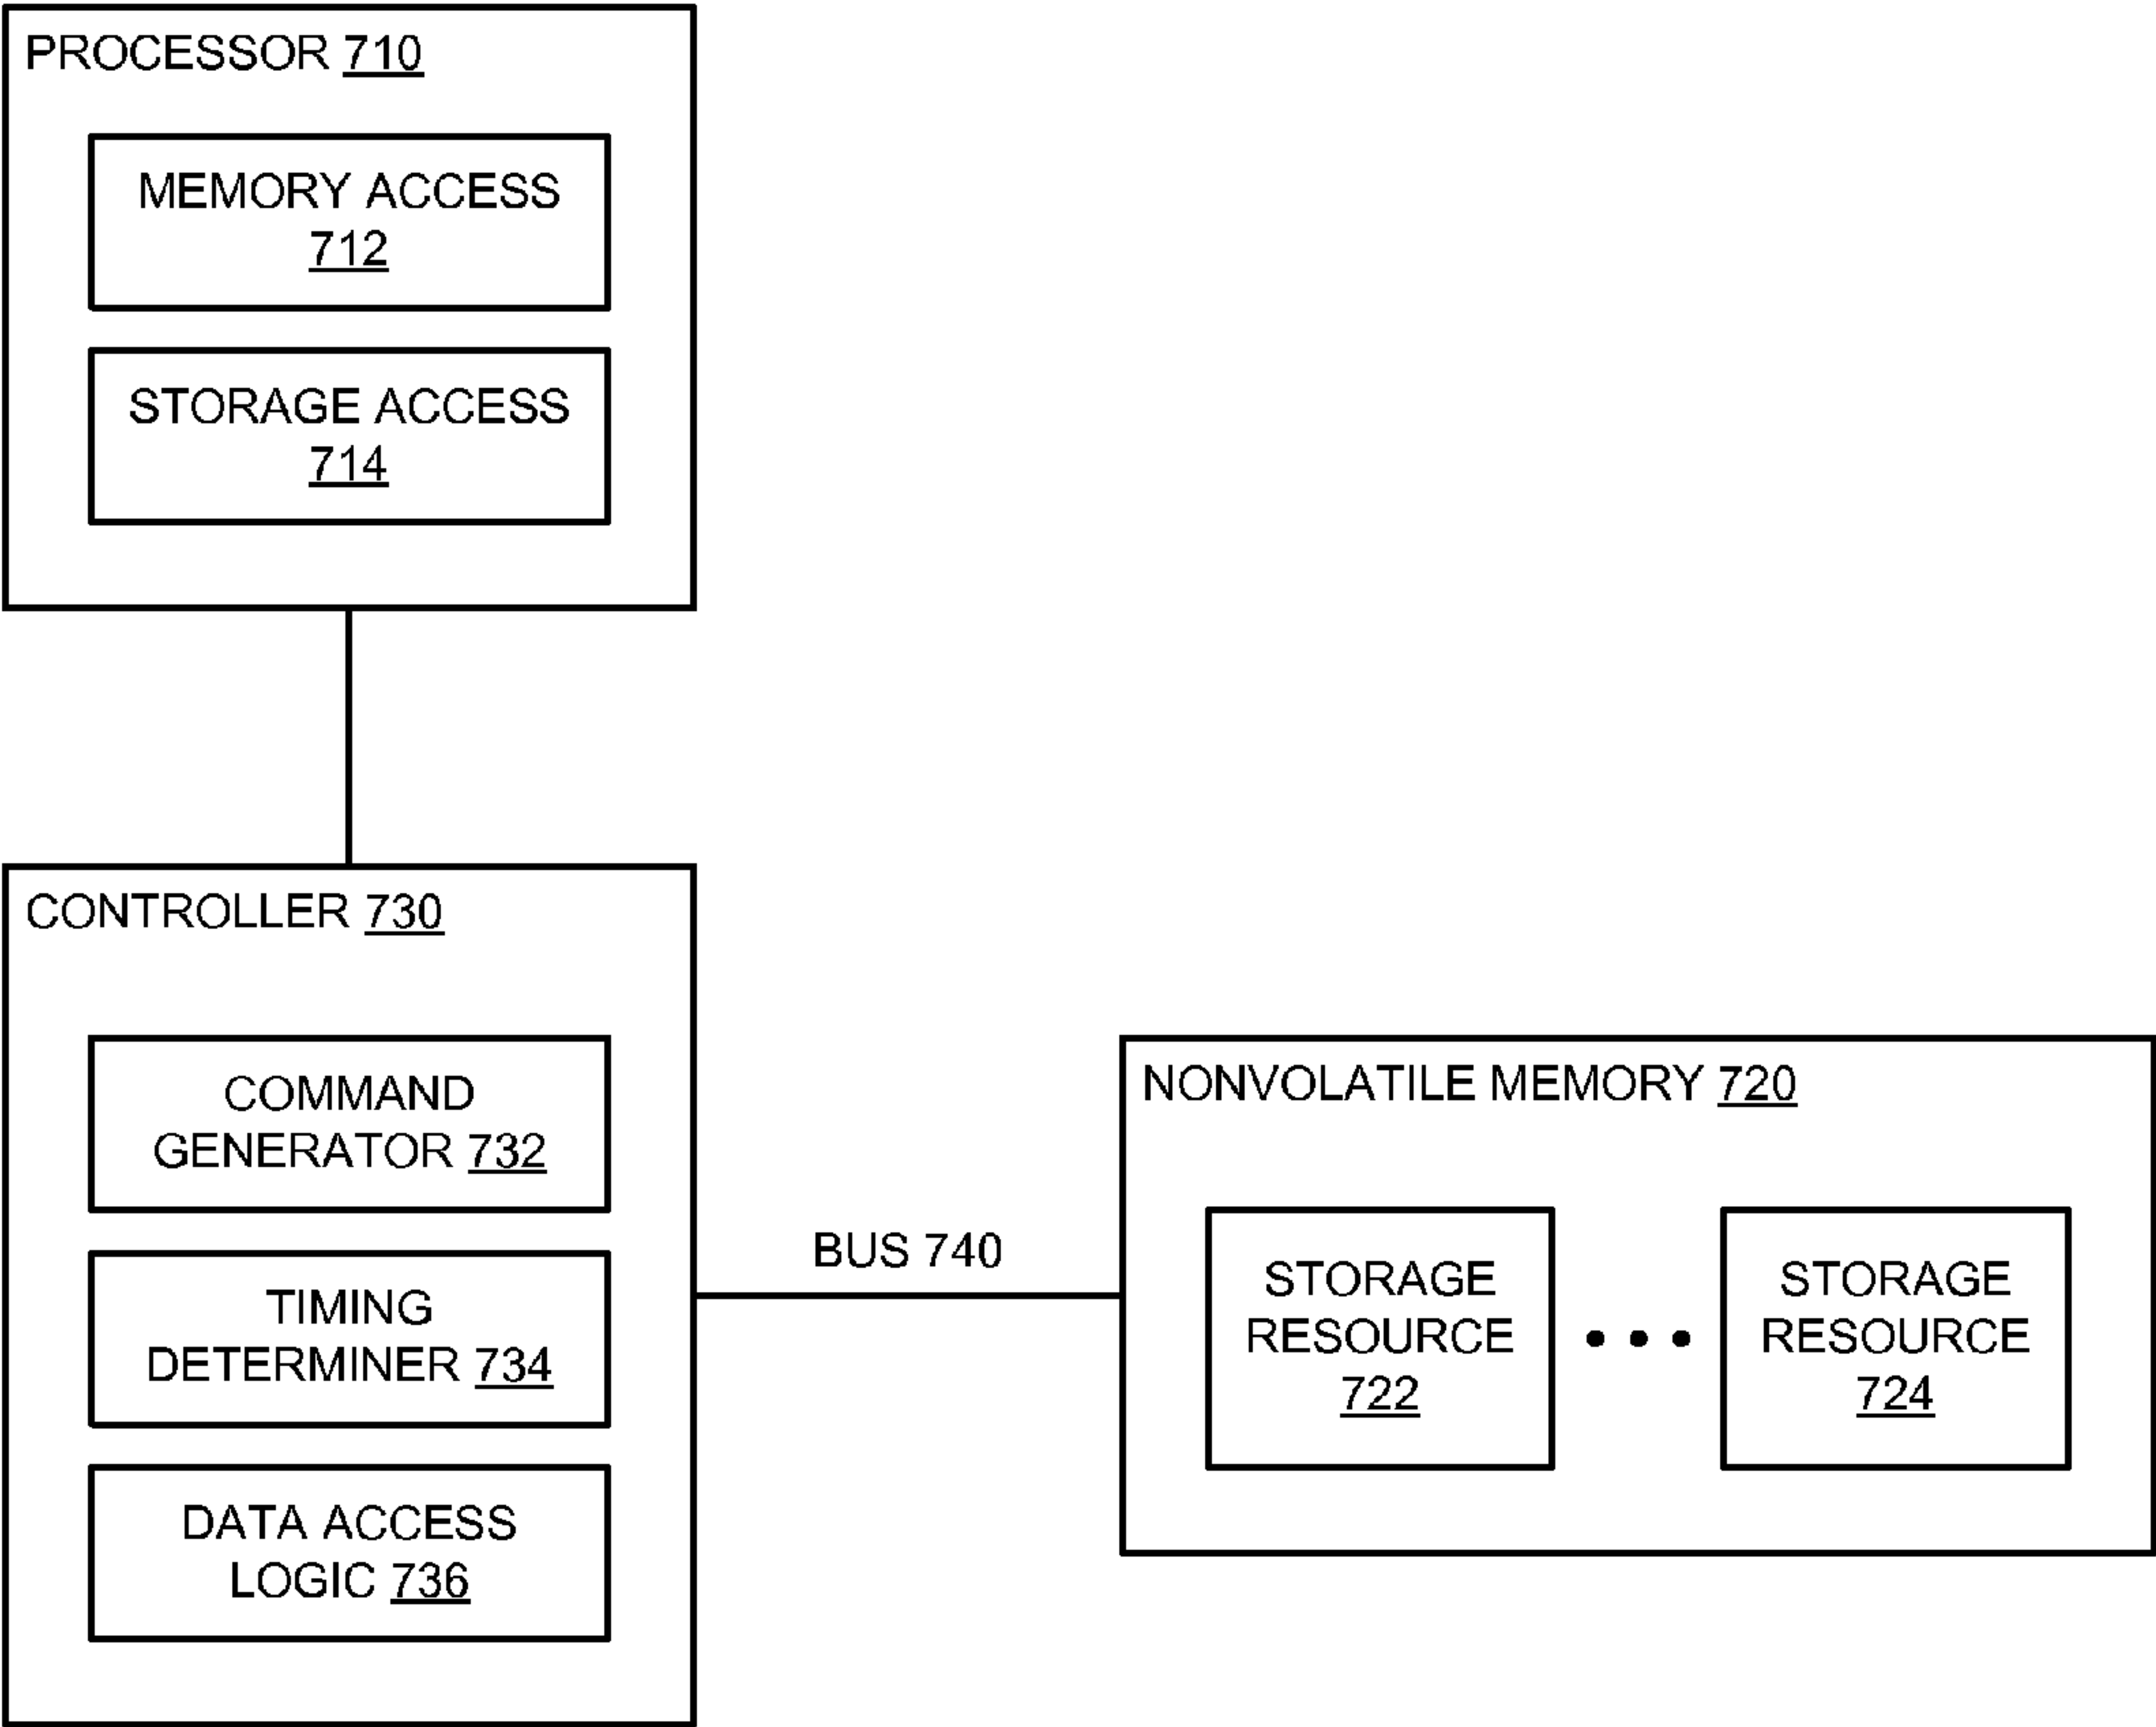 PROCESSOR 710
MEMORY ACCESS
712
STORAGE ACCESS
714
CONTROLLER 730
COMMAND
GENERATOR 732
TIMING
DETERMINER 734
DATA ACCESS
LOGIC 736
BUS 740
NONVOLATILE MEMORY 720
STORAGE
RESOURCE
722
STORAGE
RESOURCE
724